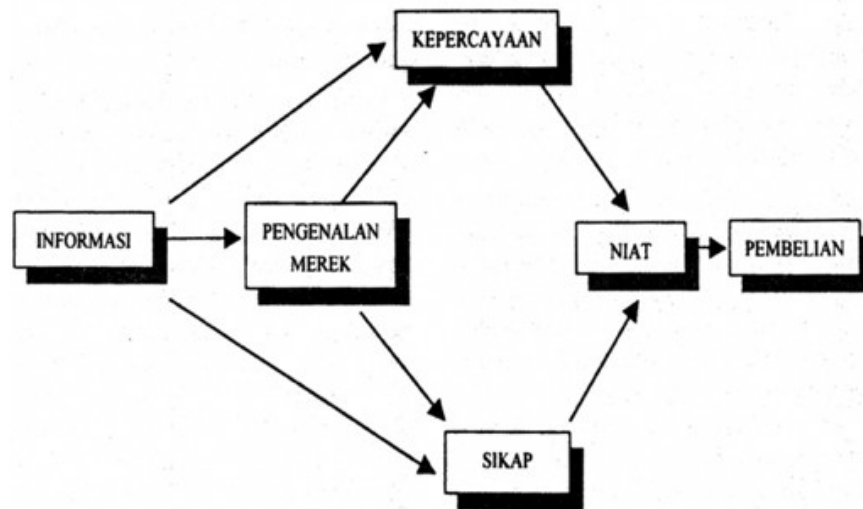 KEPERCAYAAN
INFORMASI
PENGENALAN
MEREK
NIAT
PEMBELIAN
SIKAP